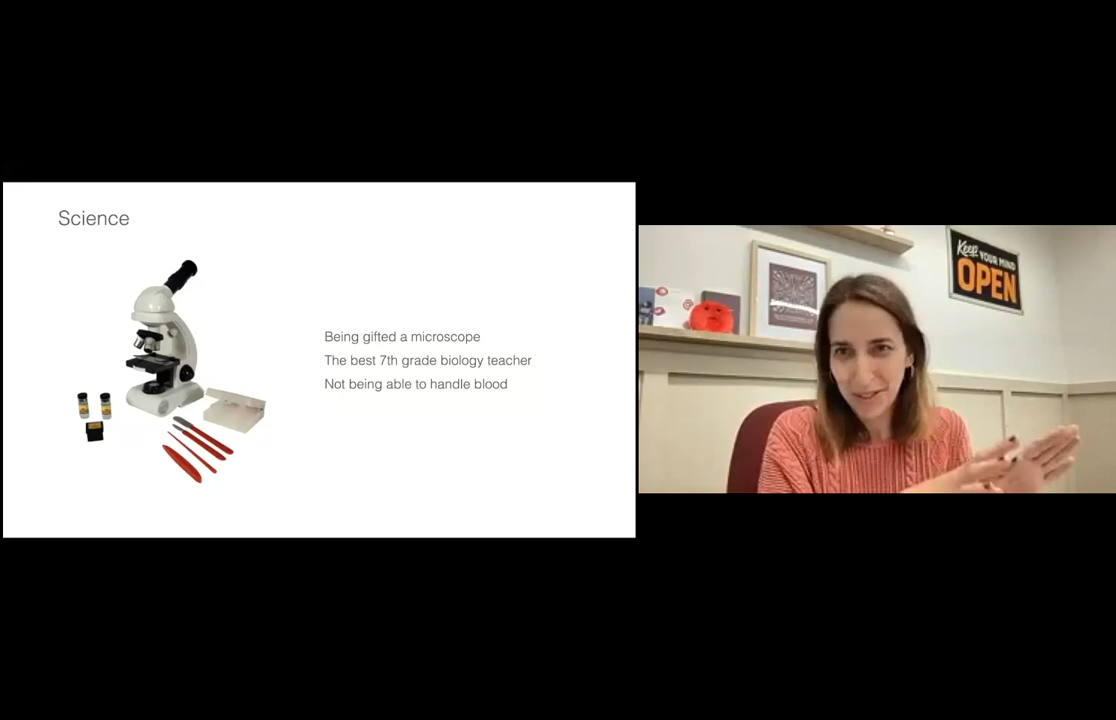 Science
Being gifted a microscope
The best 7th grade biology teacher
Not being able to handle blood
Keep YOUR MIND
OPEN